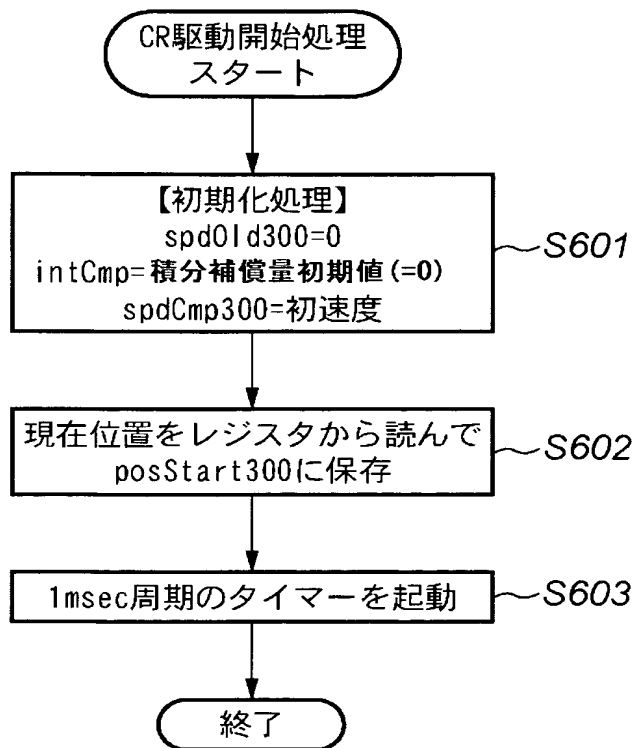 CR駆動開始処理
スタート
【初期化処理】
spdOld300=0
intCmp=積分補償量初期値(=0)
spdCmp300=初速度
S601
現在位置をレジスタから読んで
posStart300に保存
S602
1msec周期のタイマーを起動
S603
終了